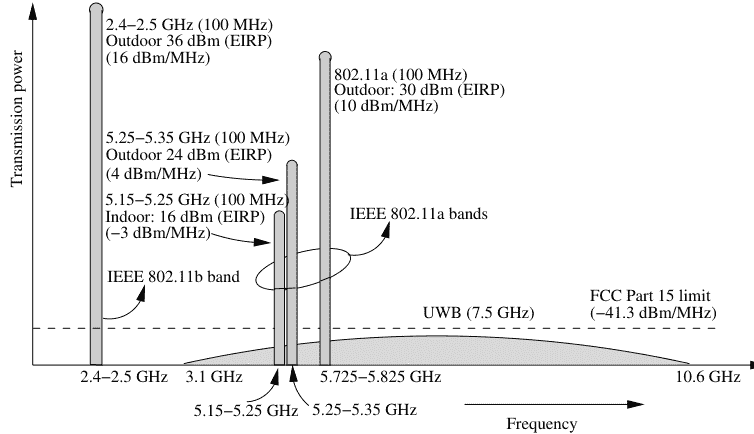 Transmission power
2.4–2.5 GHz (100 MHz)
Outdoor 36 dBm (EIRP)
(16 dBm/MHz)
802.11a (100 MHz)
Outdoor: 30 dBm (EIRP)
(10 dBm/MHz)
5.25–5.35 GHz (100 MHz)
Outdoor 24 dBm (EIRP)
(4 dBm/MHz)
5.15–5.25 GHz (100 MHz)
Indoor: 16 dBm (EIRP)
(–3 dBm/MHz)
IEEE 802.11a bands
IEEE 802.11b band
UWB (7.5 GHz)
FCC Part 15 limit
(–41.3 dBm/MHz)
2.4–2.5 GHz
3.1 GHz
5.725–5.825 GHz
10.6 GHz
5.15–5.25 GHz
5.25–5.35 GHz
Frequency